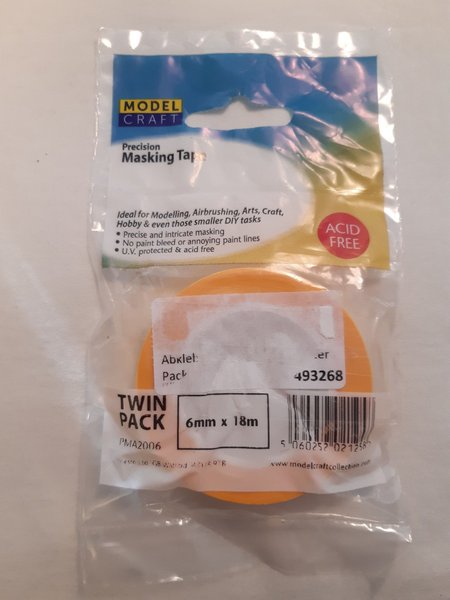 MODEL
CRAFT
Precision
Masking Tape
Ideal for Modelling, Airbrushing, Arts, Craft,
Hobby & even those smaller DIY tasks
• Precise and intricate masking
• No paint bleed or annoying paint lines
• U.V. protected & acid free
ACID
FREE
Pack
493268
TWIN
PACK
6mm x 18m
PMA2006
www.modelcraftcollection.com